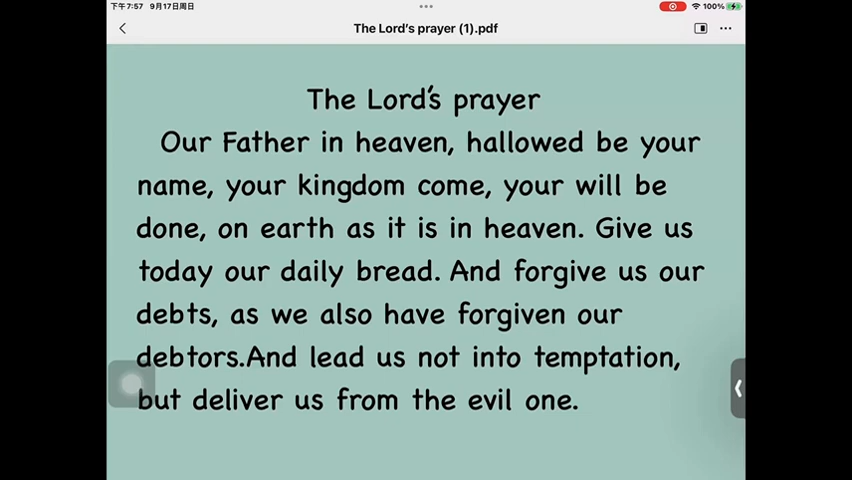 下午7:57 9月17日周日 100%
The Lord's prayer (1).pdf
The Lord's prayer
Our Father in heaven, hallowed be your
name, your kingdom come, your will be
done, on earth as it is in heaven. Give us
today our daily bread. And forgive us our
debts, as we also have forgiven our
debtors.And lead us not into temptation,
but deliver us from the evil one.